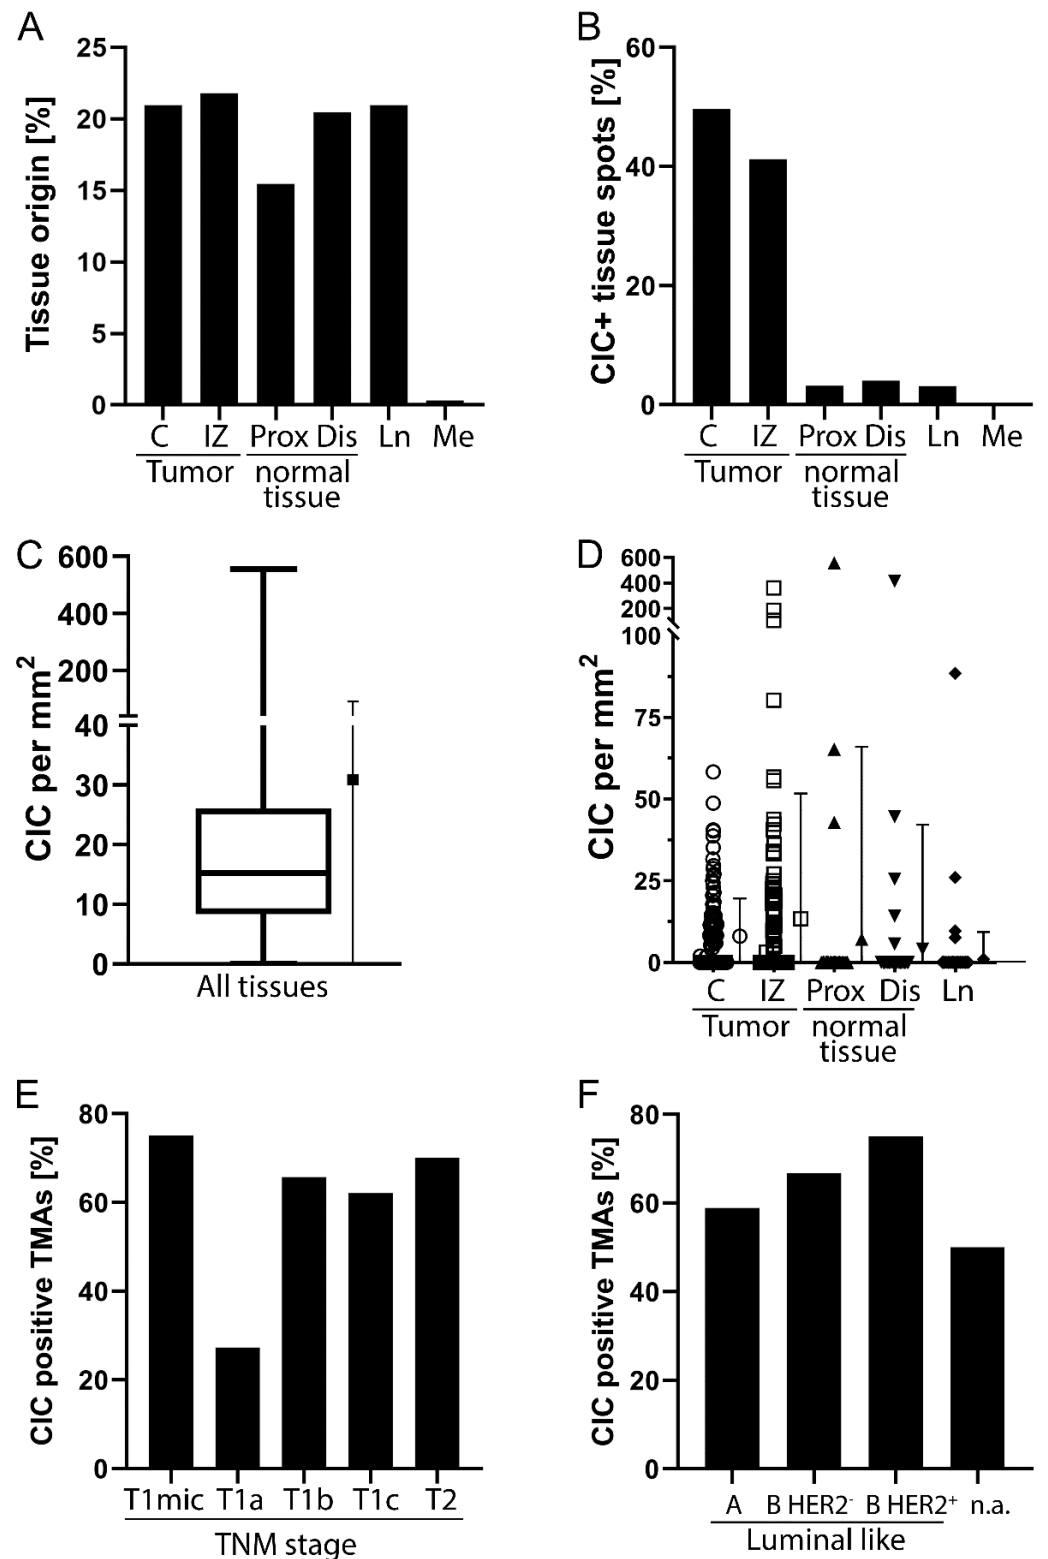 A
Tissue origin [%]
25
20
15
10
5
0
C IZ Prox Dis Ln Me
Tumor normal
tissue
B
CIC+ tissue spots [%]
60
40
20
0
C IZ Prox Dis Ln Me
Tumor normal
tissue
C
CIC per mm²
600
400
200
40
30
20
10
0
All tissues
D
CIC per mm²
600
400
200
100
75
50
25
0
C IZ Prox Dis Ln
Tumor normal
tissue
E
CIC positive TMAs [%]
80
60
40
20
0
T1mic T1a T1b T1c T2
TNM stage
F
CIC positive TMAs [%]
80
60
40
20
0
A B HER2⁻ B HER2⁺ n.a.
Luminal like